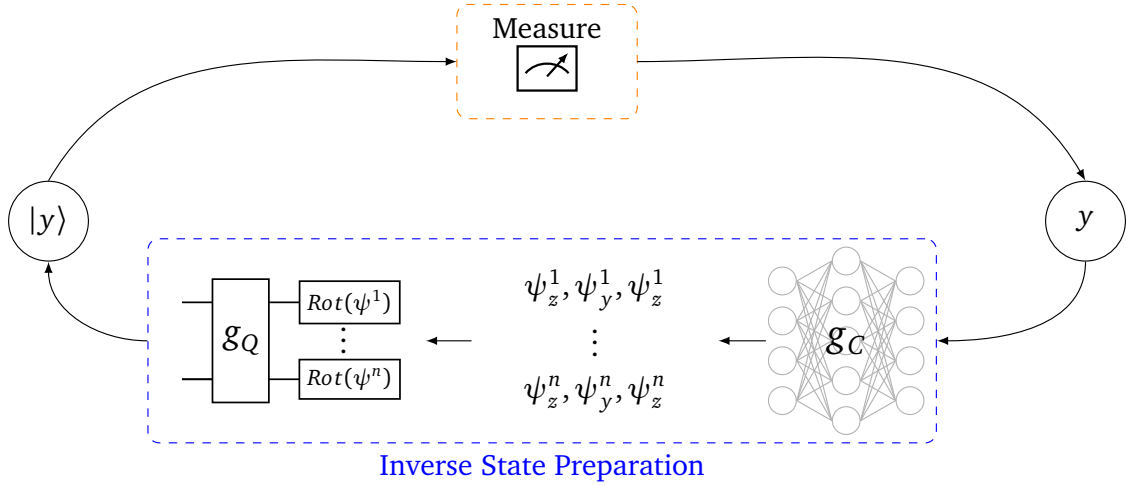 Measure
|y⟩
y
g_Q
Rot(ψ^1)
⋮
Rot(ψ^n)
ψ_z^1, ψ_y^1, ψ_z^1
⋮
ψ_z^n, ψ_y^n, ψ_z^n
g_C
Inverse State Preparation